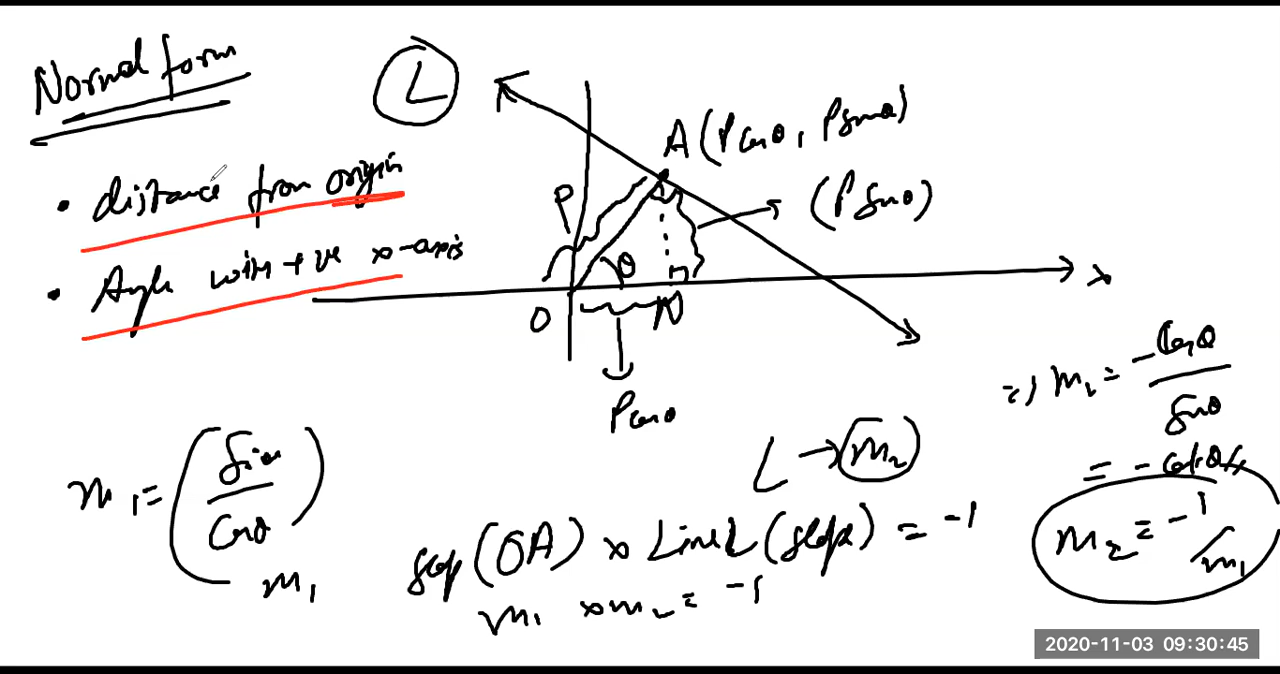 Normal form
L
A (P cosθ, P sinθ)
• distance from origin
P
(P sinθ)
• Angle with +ve x-axis
θ
x
O
N
P cosθ
=) m₂ = -cosθ / sinθ
L → m₂
= -cotθ
m₁ = (sinθ / cosθ)
m₂ = -1/m₁
m₁
slop (OA) x Line L (slope) = -1
m₁ x m₂ = -1
2020-11-03 09:30:45